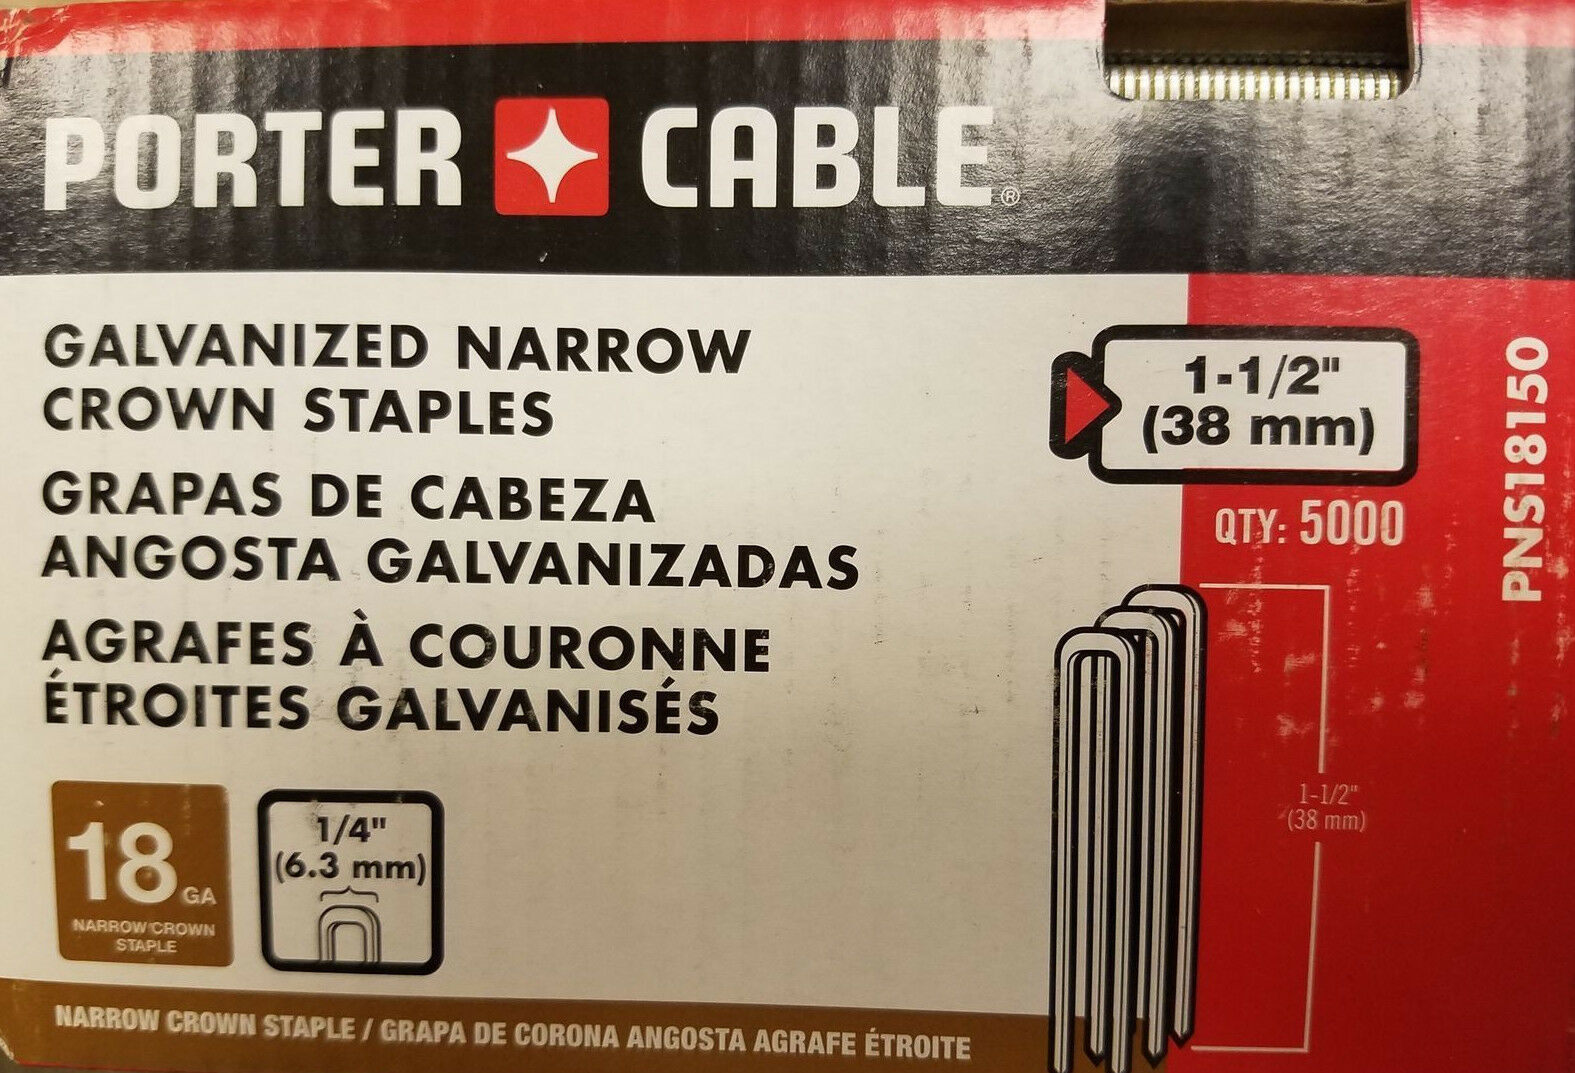 PORTER CABLE®
GALVANIZED NARROW
CROWN STAPLES
GRAPAS DE CABEZA
ANGOSTA GALVANIZADAS
AGRAFES À COURONNE
ÉTROITES GALVANISÉS
1-1/2"
(38 mm)
QTY: 5000
PNS18150
1-1/2"
(38 mm)
18 GA
NARROW CROWN
STAPLE
1/4"
(6.3 mm)
NARROW CROWN STAPLE / GRAPA DE CORONA ANGOSTA AGRAFE ÉTROITE